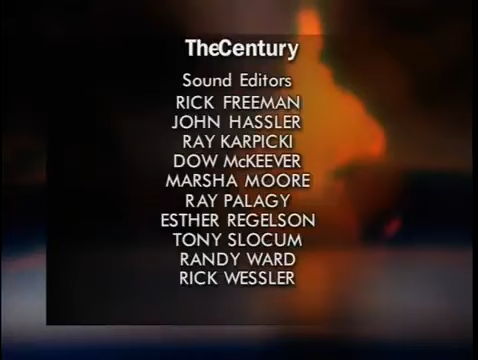 TheCentury
Sound Editors
RICK FREEMAN
JOHN HASSLER
RAY KARPICKI
DOW McKEEVER
MARSHA MOORE
RAY PALAGY
ESTHER REGELSON
TONY SLOCUM
RANDY WARD
RICK WESSLER